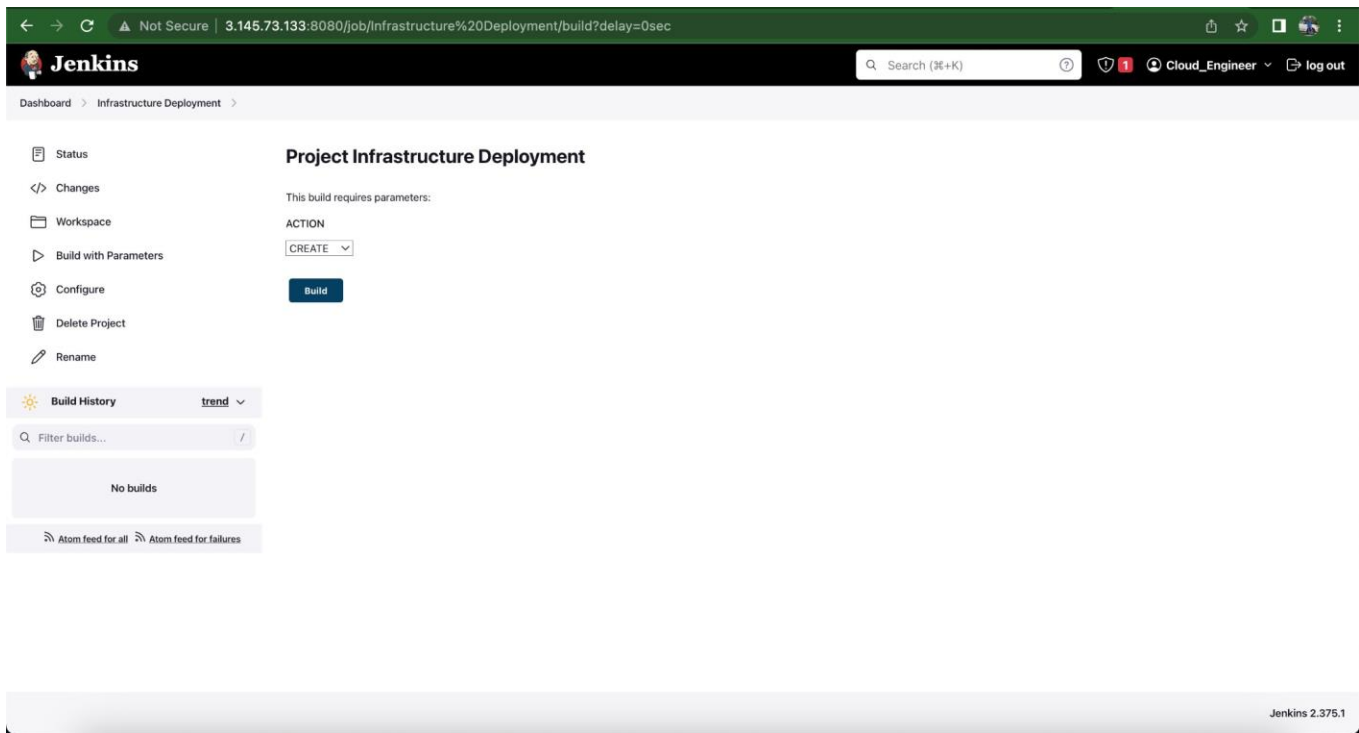 Not Secure | 3.145.73.133:8080/job/Infrastructure%20Deployment/build?delay=0sec
Jenkins
Search (⌘+K)
1
Cloud_Engineer
log out
Dashboard > Infrastructure Deployment >
Status
Changes
Workspace
Build with Parameters
Configure
Delete Project
Rename
Build History
trend
Filter builds...
/
No builds
Atom feed for all
Atom feed for failures
Project Infrastructure Deployment
This build requires parameters:
ACTION
CREATE
Build
Jenkins 2.375.1